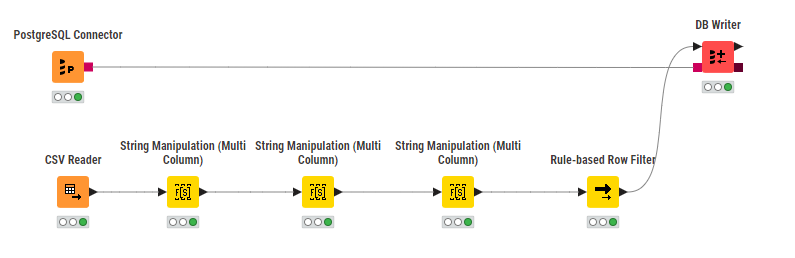 DB Writer
PostgreSQL Connector
P
CSV Reader
String Manipulation (Multi
Column)
String Manipulation (Multi
Column)
String Manipulation (Multi
Column)
Rule-based Row Filter
F[S]
F[S]
F[S]